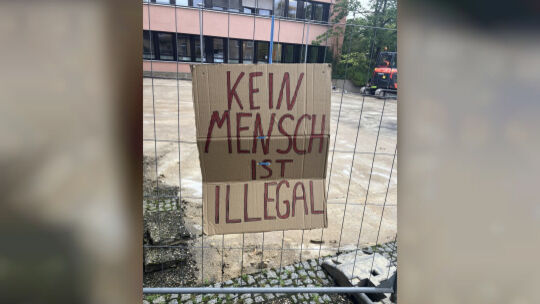 KEIN
MENSCH
IST
ILLEGAL